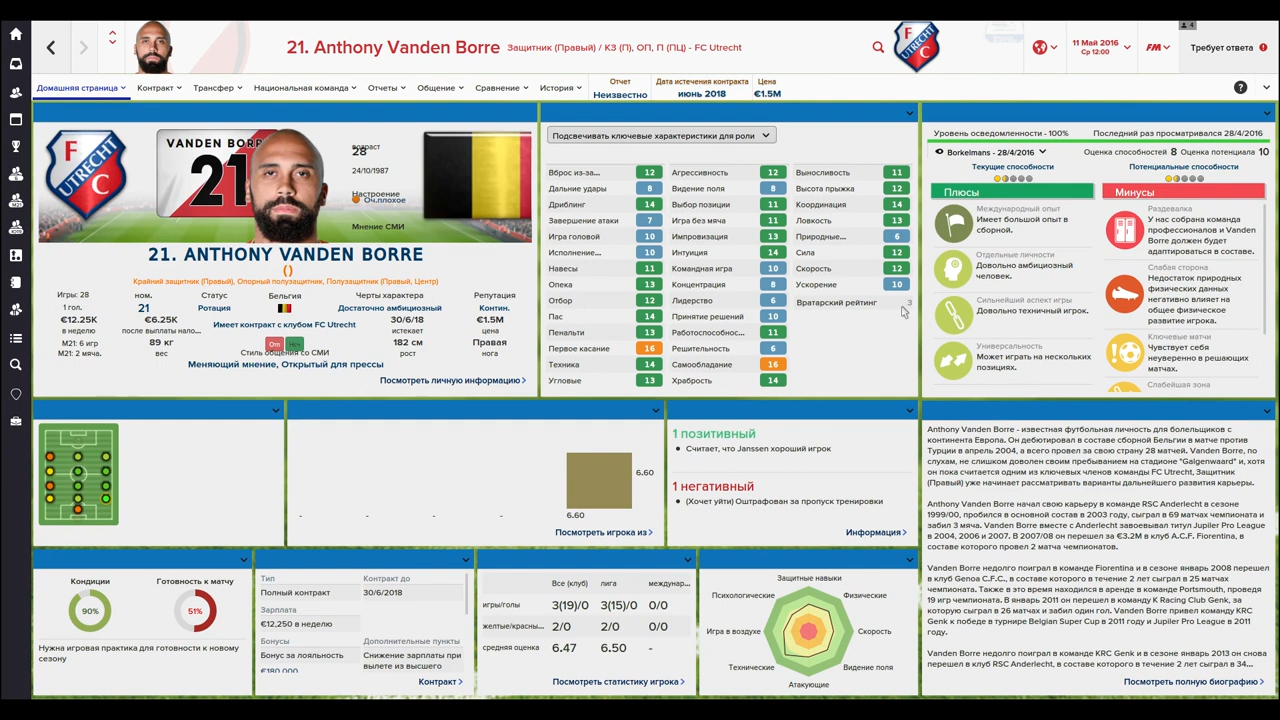 4
21. Anthony Vanden Borre Защитник (Правый) / КЗ (П), ОП, П (ПЦ) - FC Utrecht
11 Май 2016
Ср 12:00
FM
Требует ответа
Домашняя страница
Контракт
Трансфер
Национальная команда
Отчеты
Общение
Сравнение
История
Отчет
Неизвестно
Дата истечения контракта
июнь 2018
Цена
€1.5M
FC UTRECHT
VANDEN BORRE
21
возраст
28
24/10/1987
Настроение
Оч.плохое
Мнение СМИ
21. ANTHONY VANDEN BORRE
()
Крайний защитник (Правый), Опорный полузащитник, Полузащитник (Правый, Центр)
Игры: 28
1 гол.
€12.25K
в неделю
М21: 6 игр
М21: 2 мяча.
ном.
21
€6.25K
после выплаты нало...
89 кг
вес
Статус
Ротация
Бельгия
Имеет контракт с клубом FC Utrecht
Отп
Нсч
Стиль общения со СМИ
Меняющий мнение, Открытый для прессы
Черты характера
Достаточно амбициозный
30/6/18
истекает
182 см
рост
Репутация
Контин.
€1.5M
цена
Правая
нога
Посмотреть личную информацию
Подсвечивать ключевые характеристики для роли
Вброс из-за... 12
Дальние удары 8
Дриблинг 14
Завершение атаки 7
Игра головой 10
Исполнение... 10
Навесы 11
Опека 13
Отбор 12
Пас 14
Пенальти 13
Первое касание 16
Техника 14
Угловые 13
Агрессивность 12
Видение поля 8
Выбор позиции 11
Игра без мяча 11
Импровизация 13
Интуиция 14
Командная игра 10
Концентрация 8
Лидерство 6
Принятие решений 10
Работоспособнос... 11
Решительность 6
Самообладание 16
Храбрость 14
Выносливость 11
Высота прыжка 12
Координация 14
Ловкость 13
Природные... 6
Сила 12
Скорость 12
Ускорение 10
Вратарский рейтинг 3
Уровень осведомленности - 100%
Последний раз просматривался 28/4/2016
Borkelmans - 28/4/2016
Оценка способностей 8 Оценка потенциала 10
Текущие способности
Потенциальные способности
Плюсы
Международный опыт
Имеет большой опыт в
сборной.
Отдельные личности
Довольно амбициозный
человек.
Сильнейший аспект игры
Довольно техничный игрок.
Универсальность
Может играть на нескольких
позициях.
Минусы
Раздевалка
У нас собрана команда
профессионалов и Vanden
Borre должен будет
адаптироваться в составе.
Слабая сторона
Недостаток природных
физических данных
негативно влияет на
общее физическое
развитие игрока.
Ключевые матчи
Чувствует себя
неуверенно в решающих
матчах.
Слабейшая зона
- - - -
6.60
6.60
Посмотреть игрока из
1 позитивный
Считает, что Janssen хороший игрок
1 негативный
(Хочет уйти) Оштрафован за пропуск тренировки
Информация
Anthony Vanden Borre - известная футбольная личность для болельщиков с
континента Европа. Он дебютировал в составе сборной Бельгии в матче против
Турции в апрель 2004, а всего провел за свою страну 28 матчей. Vanden Borre, по
слухам, не слишком доволен своим пребыванием на стадионе "Galgenwaard" и, хотя
он пока считается одним из ключевых членов команды FC Utrecht, Защитник
(Правый) уже начинает рассматривать варианты дальнейшего развития карьеры.
Anthony Vanden Borre начал свою карьеру в команде RSC Anderlecht в сезоне
1999/00, пробился в основной состав в 2003 году, сыграл в 69 матчах чемпионата и
забил 3 мяча. Vanden Borre вместе с Anderlecht завоевывал титул Jupiler Pro League
в 2004, 2006 и 2007. В 2007/08 он перешел за €3.2M в клуб A.C.F. Fiorentina, в
составе которого провел 2 матча чемпионатов.
Vanden Borre недолго поиграл в команде Fiorentina и в сезоне январь 2008 перешел
в клуб Genoa C.F.C., в составе которого в течение 2 лет сыграл в 25 матчах
чемпионата. Также в это время находился в аренде в команде Portsmouth, проведя
19 игр чемпионата. В январь 2011 он перешел в команду K Racing Club Genk, за
которую сыграл в 26 матчах и забил один гол. Vanden Borre привел команду KRC
Genk к победе в турнире Belgian Super Cup в 2011 году и Jupiler Pro League в 2011
году.
Vanden Borre недолго поиграл в команде KRC Genk и в сезоне январь 2013 он снова
перешел в клуб RSC Anderlecht, в составе которого в течение 2 лет сыграл в 34...
Посмотреть полную биографию
Кондиции
90%
Готовность к матчу
51%
Нужна игровая практика для готовности к новому
сезону
Тип
Полный контракт
Зарплата
€12,250 в неделю
Бонусы
Бонус за лояльность
€180,000
Контракт до
30/6/2018
Дополнительные пункты
Снижение зарплаты при
вылете из высшего
Контракт
Все (клуб) лига междунар...
игры/голы 3(19)/0 3(15)/0 0/0
желтые/красны... 2/0 2/0 0/0
средняя оценка 6.47 6.50 -
Посмотреть статистику игрока
Защитные навыки
Психологические
Физические
Игра в воздухе
Скорость
Технические
Видение поля
Атакующие